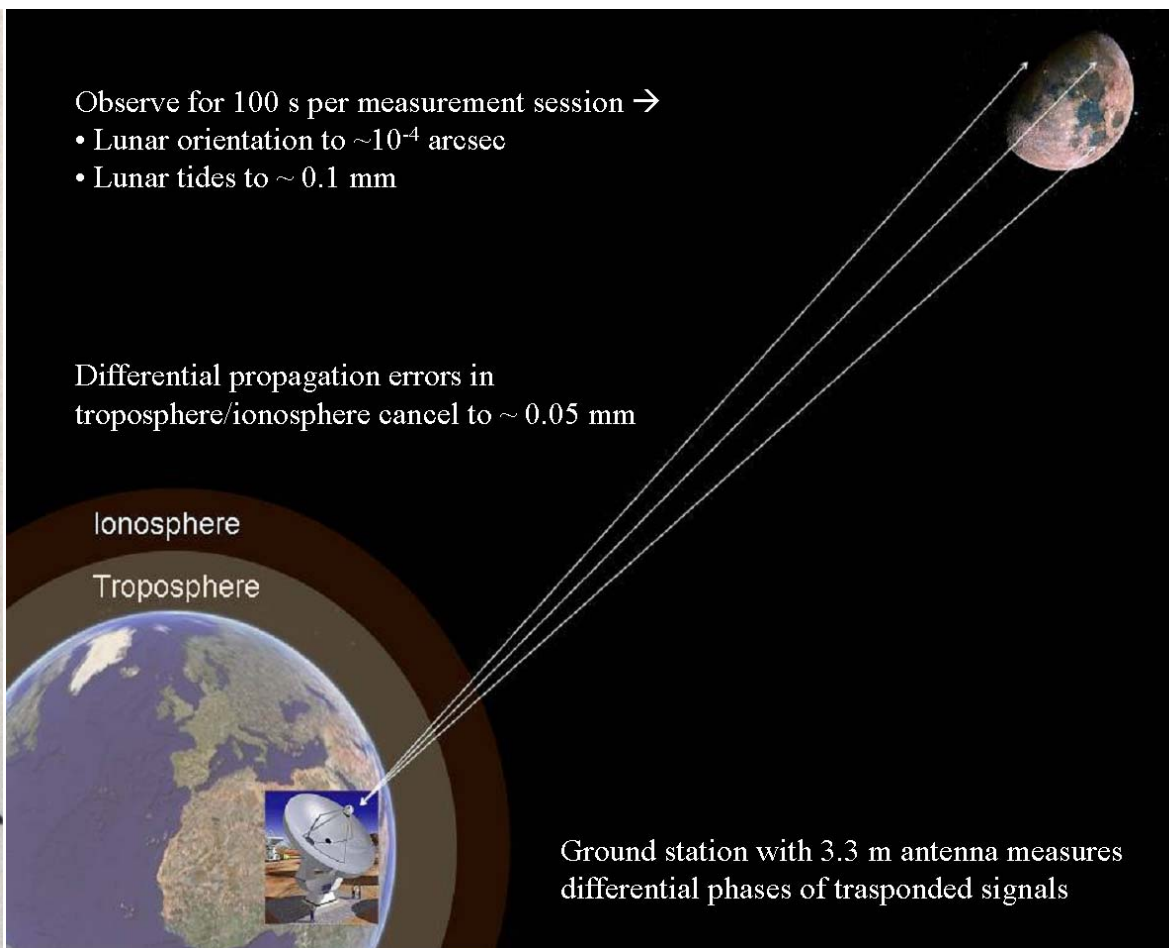 Observe for 100 s per measurement session →
• Lunar orientation to ~10⁻⁴ arcsec
• Lunar tides to ~ 0.1 mm
Differential propagation errors in
troposphere/ionosphere cancel to ~ 0.05 mm
Ionosphere
Troposphere
Ground station with 3.3 m antenna measures
differential phases of trasponded signals